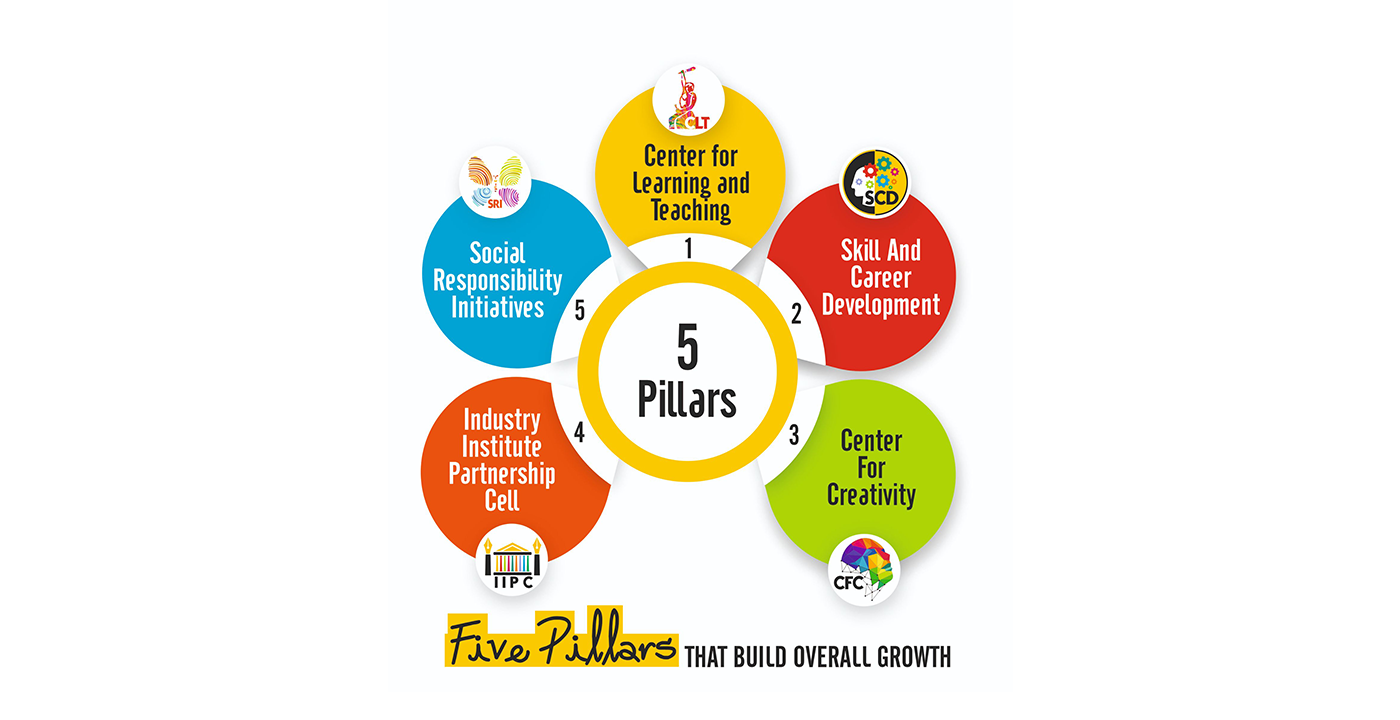 CLT
Center for
Learning and
Teaching
1
SCD
Skill And
Career
Development
2
Center
For
Creativity
3
CFC
Industry
Institute
Partnership
Cell
4
IIPC
SRI
Social
Responsibility
Initiatives
5
5
Pillars
Five Pillars THAT BUILD OVERALL GROWTH